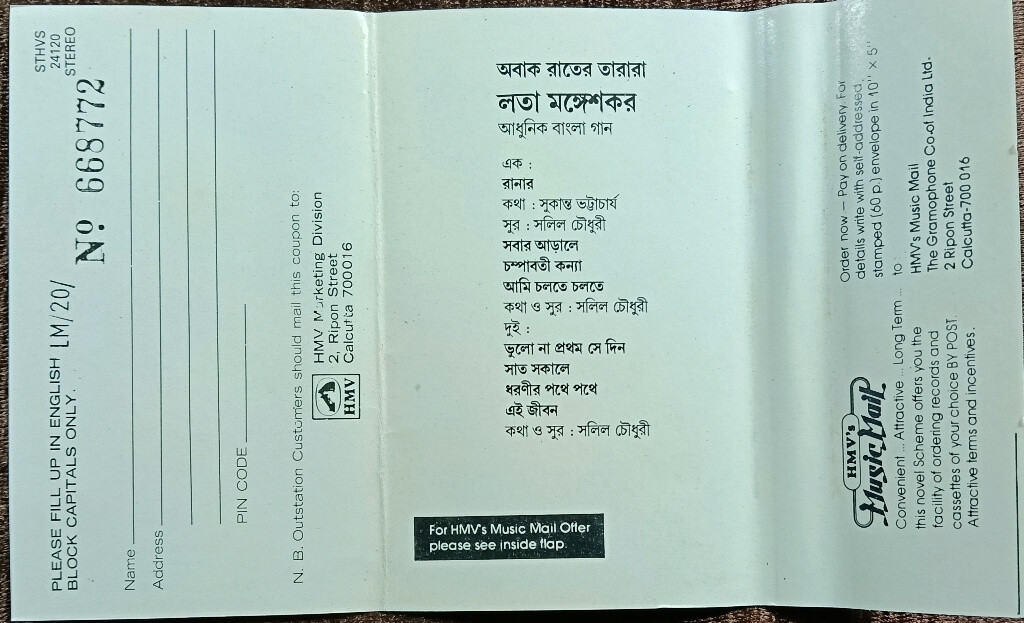 STHVS
24120
STEREO
Nº 668772
PLEASE FILL UP IN ENGLISH [M/20/
BLOCK CAPITALS ONLY.
Name
Address
PIN CODE
N. B. Outstation Customers should mail this coupon to:
HMV Marketing Division
2, Ripon Street
Calcutta 700016
HMV
অবাক রাতের তারারা
লতা মঙ্গেশকর
আধুনিক বাংলা গান
এক :
রানার
কথা : সুকান্ত ভট্টাচার্য
সুর : সলিল চৌধুরী
সবার আড়ালে
চম্পাবতী কন্যা
আমি চলতে চলতে
কথা ও সুর : সলিল চৌধুরী
দুই :
ভুলো না প্রথম সে দিন
সাত সকালে
ধরণীর পথে পথে
এই জীবন
কথা ও সুর : সলিল চৌধুরী
For HMV's Music Mail Offer
please see inside flap.
HMV's
Music Mail
Convenient ... Attractive ... Long Term ...
this novel Scheme offers you the
facility of ordering records and
cassettes of your choice BY POST.
Attractive terms and incentives.
Order now — Pay on delivery. For
details write with self-addressed,
stamped (60 p.) envelope in 10" x 5"
to :
HMV's Music Mail
The Gramophone Co. of India Ltd.
2 Ripon Street
Calcutta-700 016